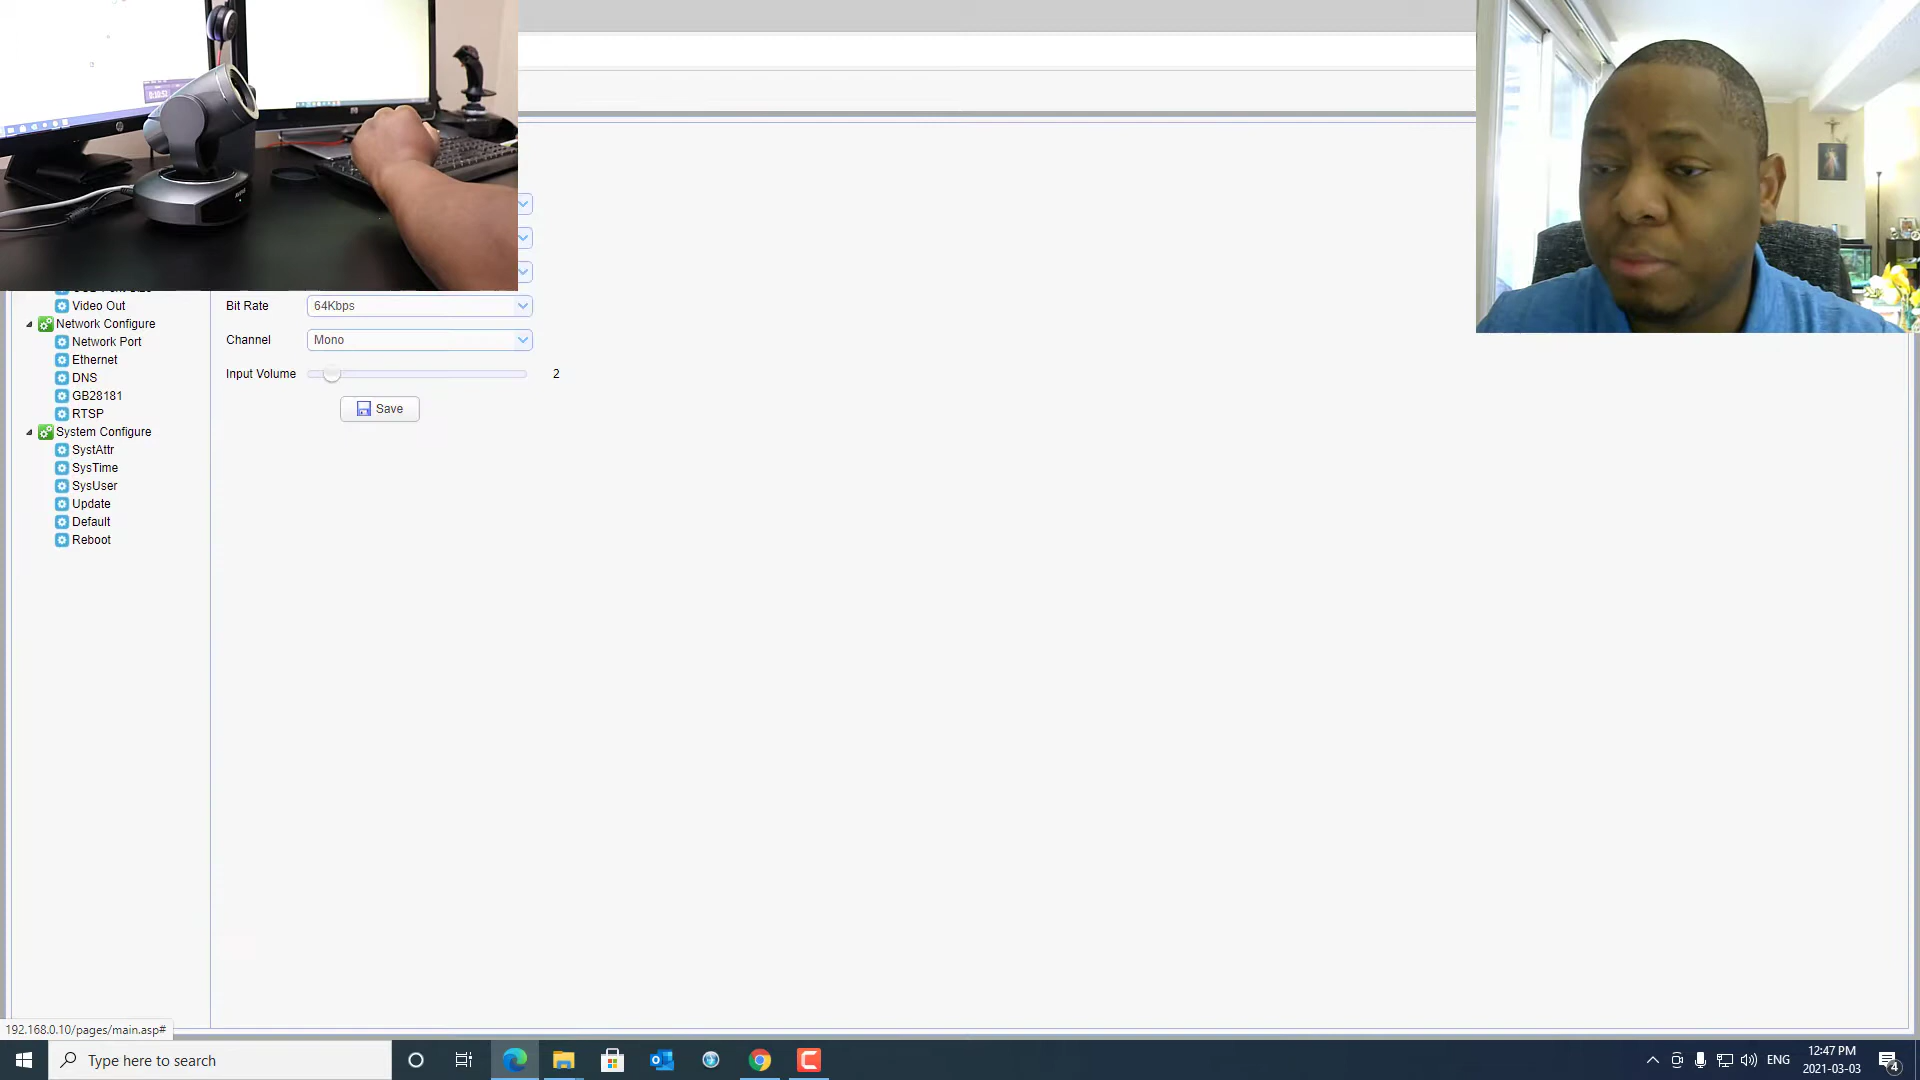 Video Out
Network Configure
Network Port
Ethernet
DNS
GB28181
RTSP
System Configure
SystAttr
SysTime
SysUser
Update
Default
Reboot
Bit Rate 64Kbps
Channel Mono
Input Volume 2
Save
192.168.0.10/pages/main.asp#
Type here to search
ENG
12:47 PM
2021-03-03
4